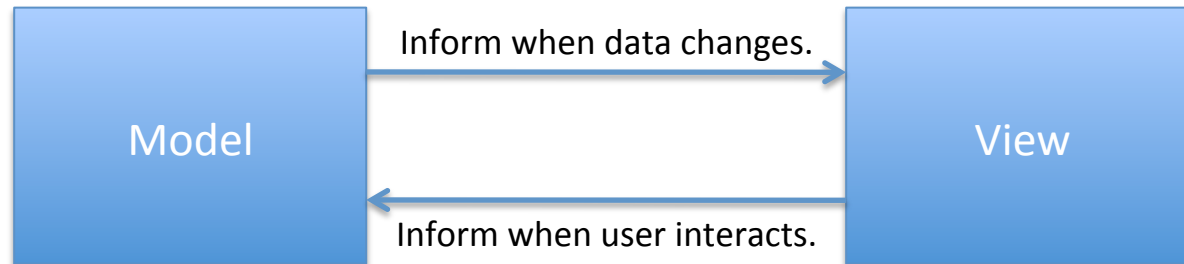 Inform when data changes.
Model
View
Inform when user interacts.